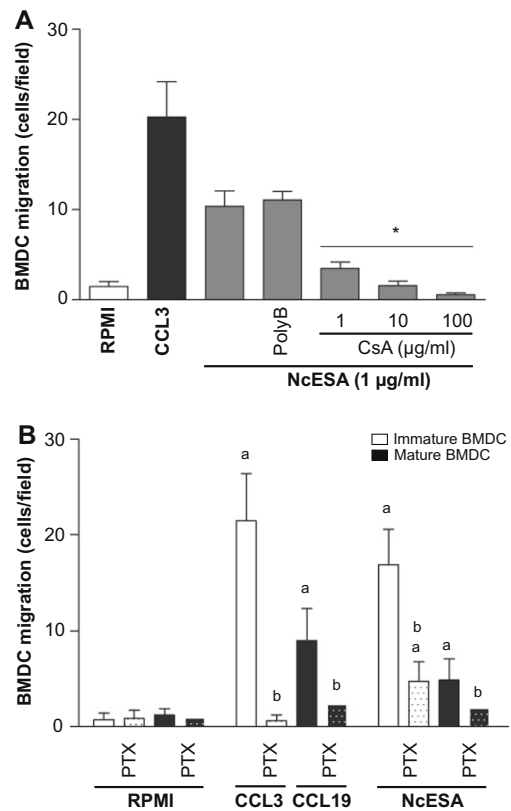 A
BMDC migration (cells/field)
30
20
10
0
RPMI
CCL3
PolyB
*
1 10 100
CsA (µg/ml)
NcESA (1 µg/ml)
B
BMDC migration (cells/field)
30
20
10
0
Immature BMDC
Mature BMDC
a
b
a
b
a
b
a
a
b
PTX
PTX
PTX
PTX
PTX
PTX
RPMI
CCL3
CCL19
NcESA